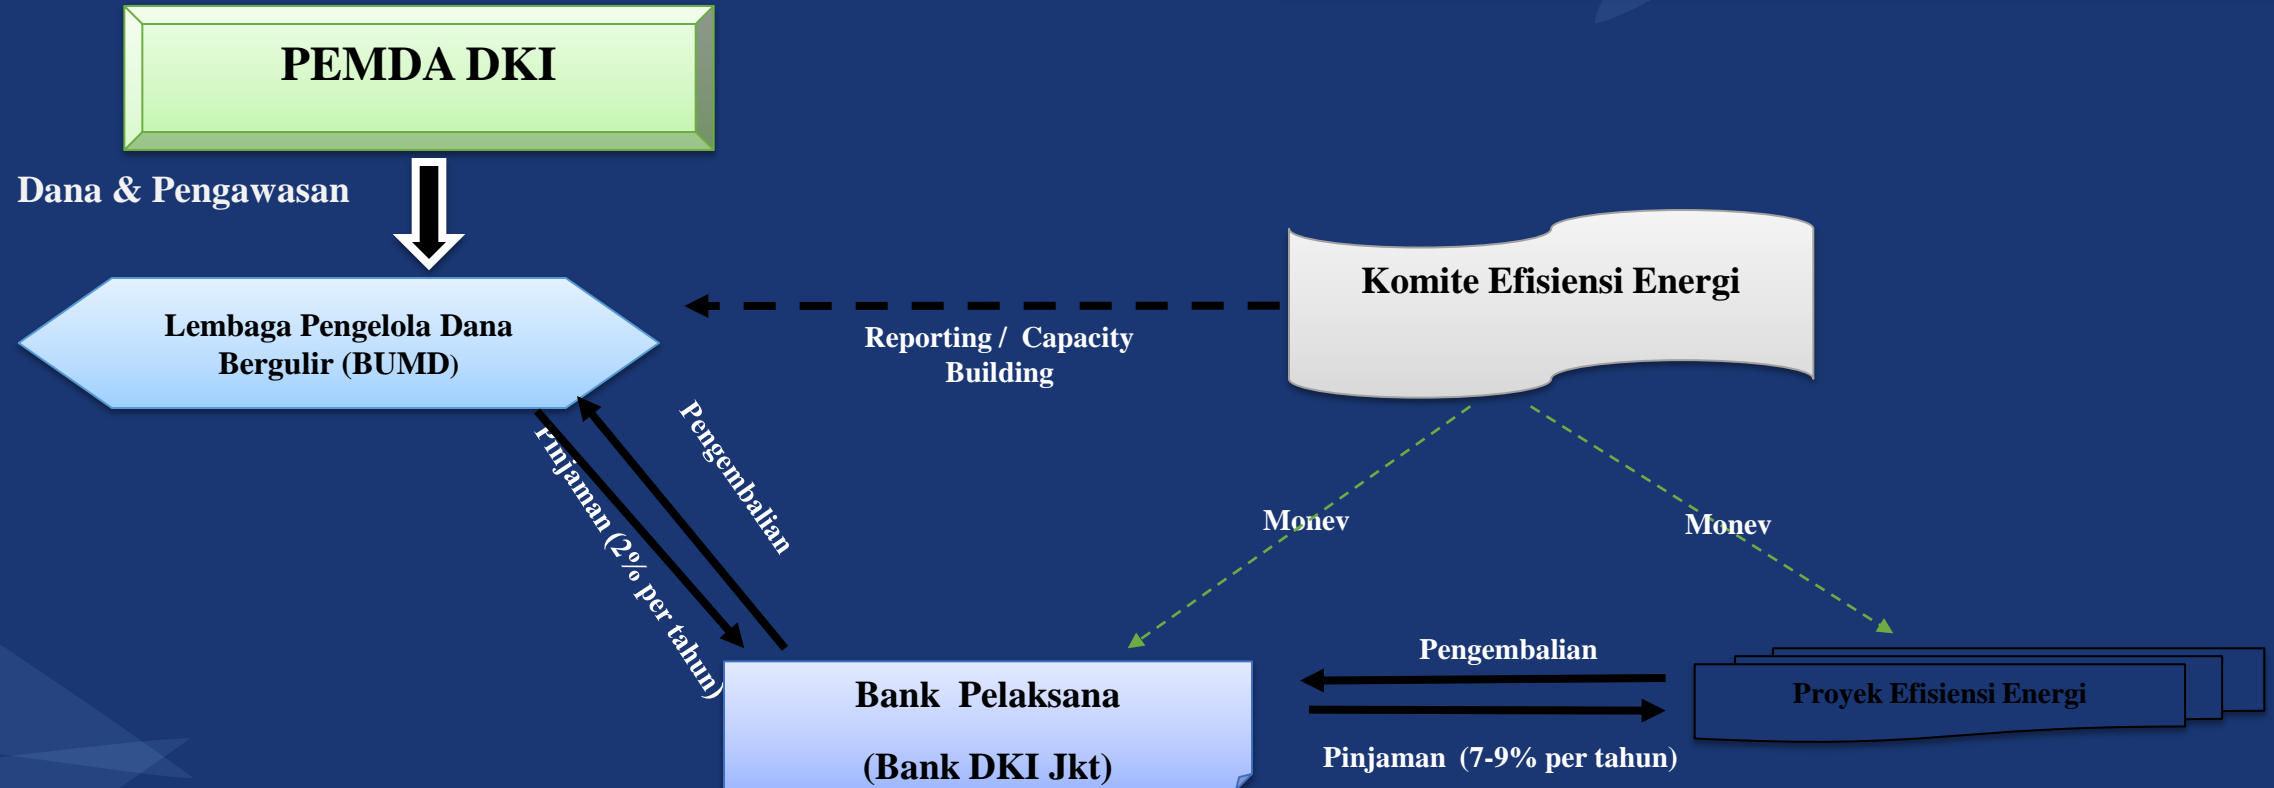 PEMDA DKI
Dana & Pengawasan
Komite Efisiensi Energi
Lembaga Pengelola Dana
Bergulir (BUMD)
Reporting / Capacity
Building
Pengembalian
Pinjaman (2% per tahun)
Monev
Monev
Pengembalian
Bank Pelaksana
(Bank DKI Jkt)
Proyek Efisiensi Energi
Pinjaman (7-9% per tahun)